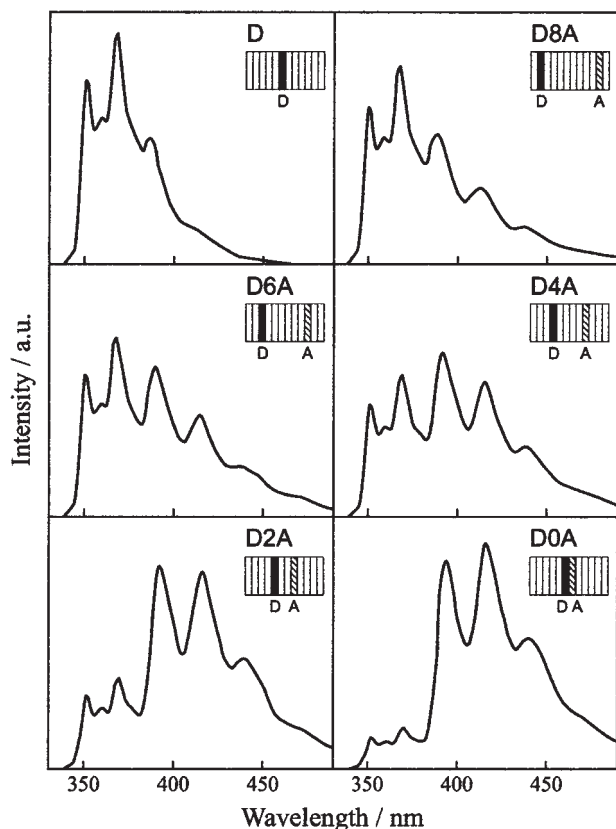 D
D
D8A
D A
D6A
D A
D4A
D A
D2A
D A
D0A
D A
Intensity / a.u.
350 400 450
350 400 450
Wavelength / nm